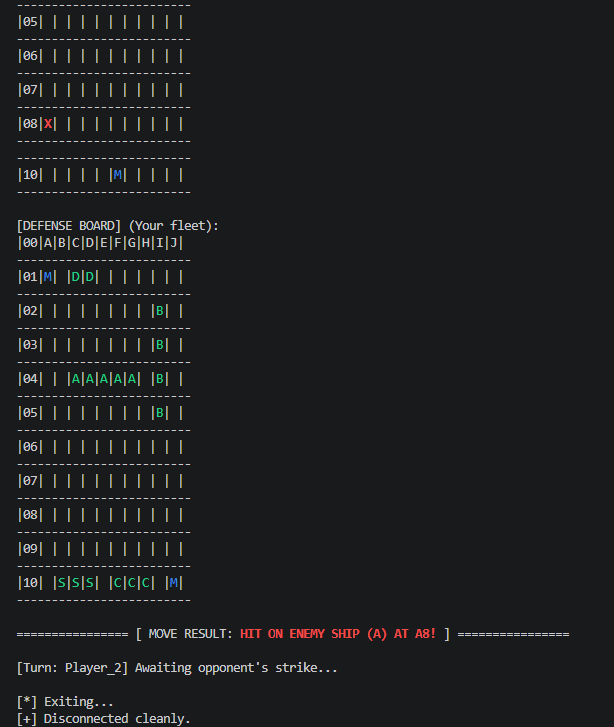 -------------------------
|05| | | | | | | | | | |
-------------------------
|06| | | | | | | | | | |
-------------------------
|07| | | | | | | | | | |
-------------------------
|08|X| | | | | | | | | |
-------------------------
-------------------------
|10| | | | | |M| | | | |
-------------------------
[DEFENSE BOARD] (Your fleet):
|00|A|B|C|D|E|F|G|H|I|J|
-------------------------
|01|M| |D|D| | | | | | |
-------------------------
|02| | | | | | | | |B| |
-------------------------
|03| | | | | | | | |B| |
-------------------------
|04| | |A|A|A|A|A| |B| |
-------------------------
|05| | | | | | | | |B| |
-------------------------
|06| | | | | | | | | | |
-------------------------
|07| | | | | | | | | | |
-------------------------
|08| | | | | | | | | | |
-------------------------
|09| | | | | | | | | | |
-------------------------
|10| |S|S|S| |C|C|C| |M|
-------------------------
================ [ MOVE RESULT: HIT ON ENEMY SHIP (A) AT A8! ] ================
[Turn: Player_2] Awaiting opponent's strike...
[*] Exiting...
[+] Disconnected cleanly.